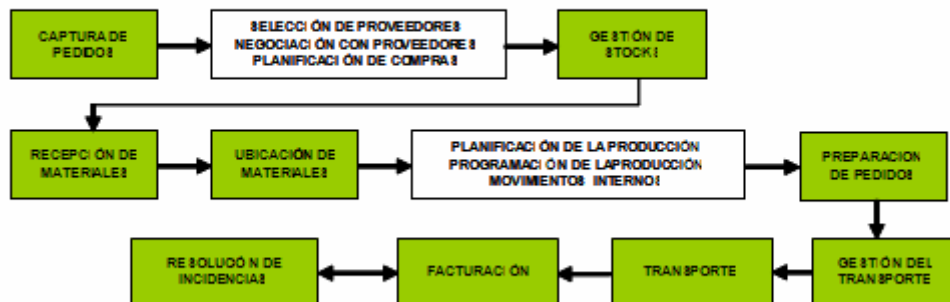 CAPTURA DE
PEDIDOS
SELECCIÓN DE PROVEEDORES
NEGOCIACIÓN CON PROVEEDORES
PLANIFICACIÓN DE COMPRAS
GESTIÓN DE
STOCKS
RECEPCIÓN DE
MATERIALES
UBICACIÓN DE
MATERIALES
PLANIFICACIÓN DE LA PRODUCCIÓN
PROGRAMACIÓN DE LAPRODUCCIÓN
MOVIMIENTOS INTERNOS
PREPARACION
DE PEDIDOS
RESOLUCIÓN DE
INCIDENCIAS
FACTURACIÓN
TRANSPORTE
GESTIÓN DEL
TRANSPORTE